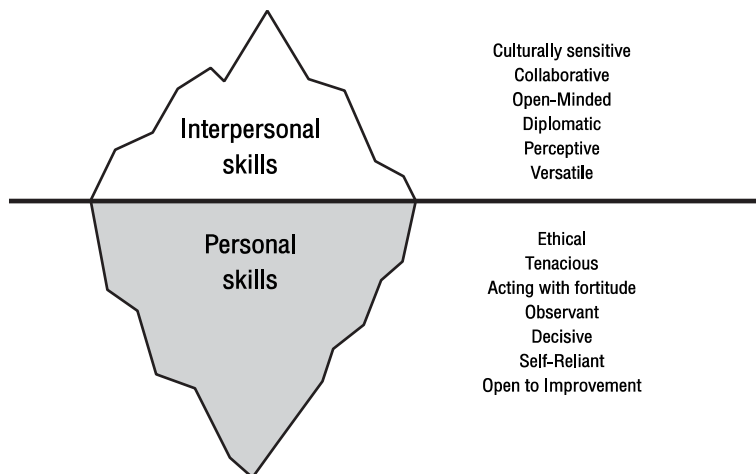 Interpersonal
skills
Culturally sensitive
Collaborative
Open-Minded
Diplomatic
Perceptive
Versatile
Personal
skills
Ethical
Tenacious
Acting with fortitude
Observant
Decisive
Self-Reliant
Open to Improvement